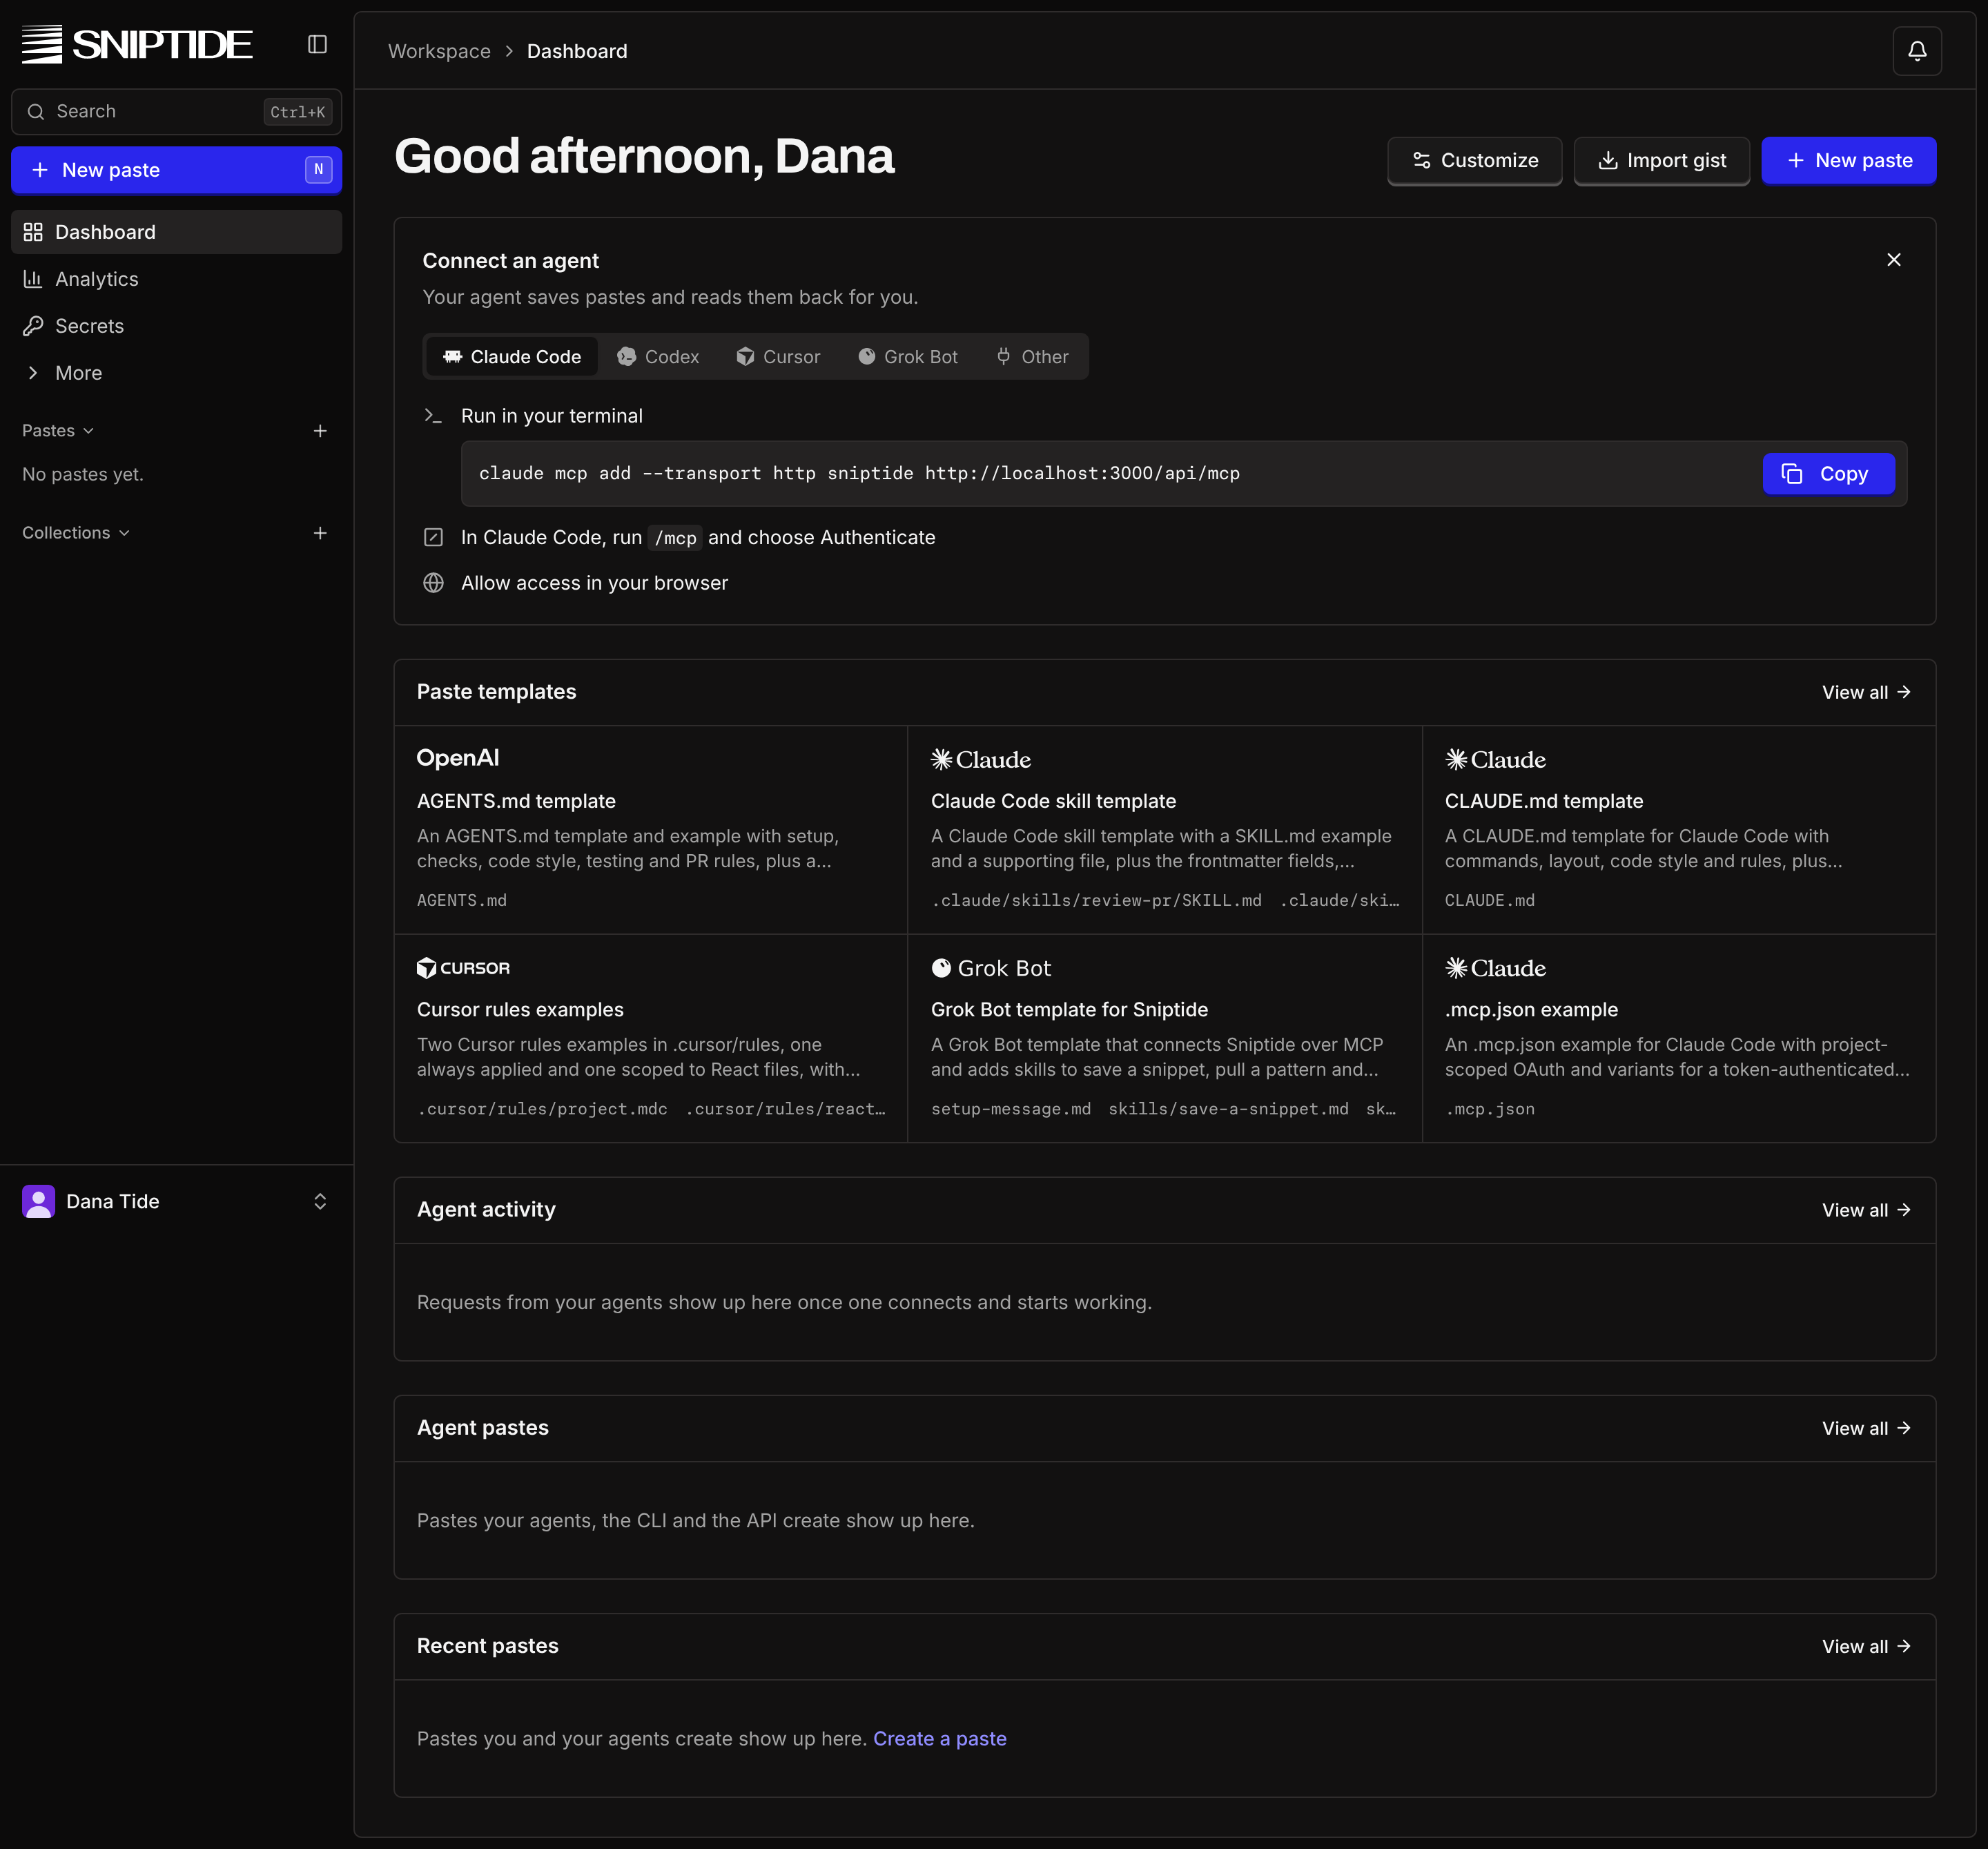 SNIPTIDE
Search Ctrl+K
New paste N
Dashboard
Analytics
Secrets
More
Pastes
No pastes yet.
Collections
Dana Tide
Workspace > Dashboard
Good afternoon, Dana
Customize
Import gist
New paste
Connect an agent
Your agent saves pastes and reads them back for you.
Claude Code Codex Cursor Grok Bot Other
Run in your terminal
claude mcp add --transport http sniptide http://localhost:3000/api/mcp
Copy
In Claude Code, run /mcp and choose Authenticate
Allow access in your browser
Paste templates
View all
OpenAI
AGENTS.md template
An AGENTS.md template and example with setup,
checks, code style, testing and PR rules, plus a...
AGENTS.md
Claude
Claude Code skill template
A Claude Code skill template with a SKILL.md example
and a supporting file, plus the frontmatter fields,...
.claude/skills/review-pr/SKILL.md .claude/ski...
Claude
CLAUDE.md template
A CLAUDE.md template for Claude Code with
commands, layout, code style and rules, plus...
CLAUDE.md
CURSOR
Cursor rules examples
Two Cursor rules examples in .cursor/rules, one
always applied and one scoped to React files, with...
.cursor/rules/project.mdc .cursor/rules/react...
Grok Bot
Grok Bot template for Sniptide
A Grok Bot template that connects Sniptide over MCP
and adds skills to save a snippet, pull a pattern and...
setup-message.md skills/save-a-snippet.md sk...
Claude
.mcp.json example
An .mcp.json example for Claude Code with project-
scoped OAuth and variants for a token-authenticated...
.mcp.json
Agent activity
View all
Requests from your agents show up here once one connects and starts working.
Agent pastes
View all
Pastes your agents, the CLI and the API create show up here.
Recent pastes
View all
Pastes you and your agents create show up here. Create a paste